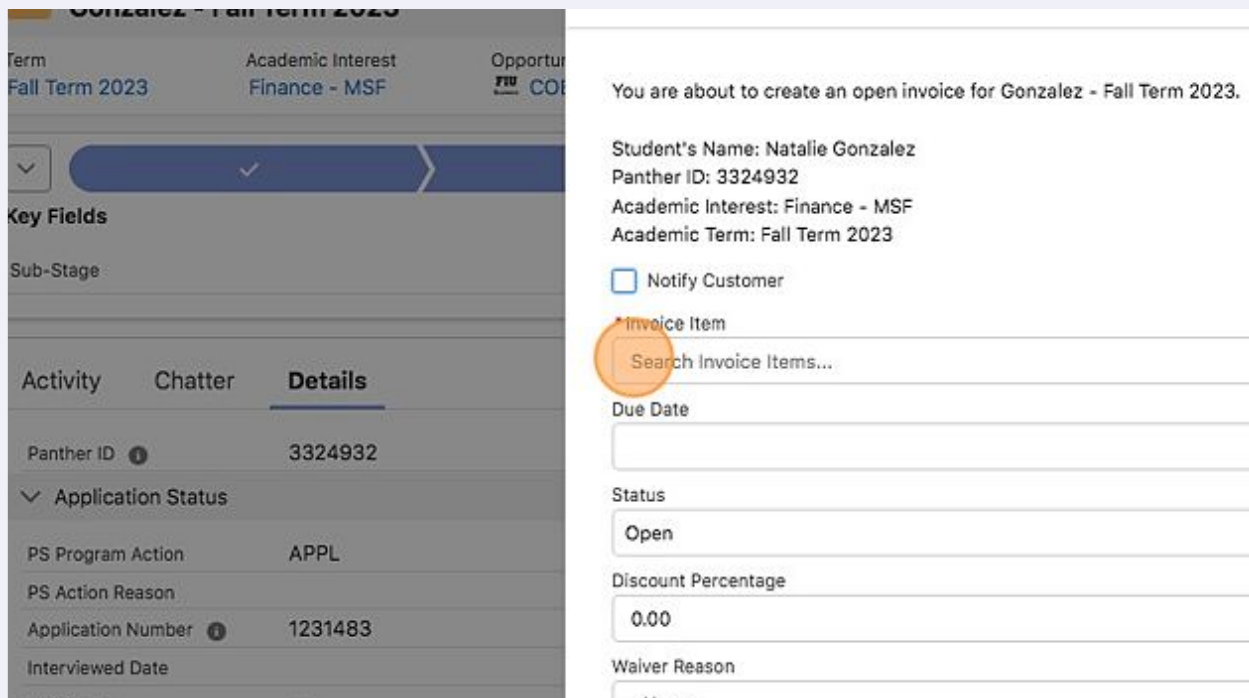 Gonzalez - Fall Term 2023
Term
Academic Interest
Opportun
Fall Term 2023
Finance - MSF
FIU COB
Key Fields
Sub-Stage
Activity Chatter Details
Panther ID 3324932
Application Status
PS Program Action APPL
PS Action Reason
Application Number 1231483
Interviewed Date
You are about to create an open invoice for Gonzalez - Fall Term 2023.
Student's Name: Natalie Gonzalez
Panther ID: 3324932
Academic Interest: Finance - MSF
Academic Term: Fall Term 2023
Notify Customer
*Invoice Item
Search Invoice Items...
Due Date
Status
Open
Discount Percentage
0.00
Waiver Reason